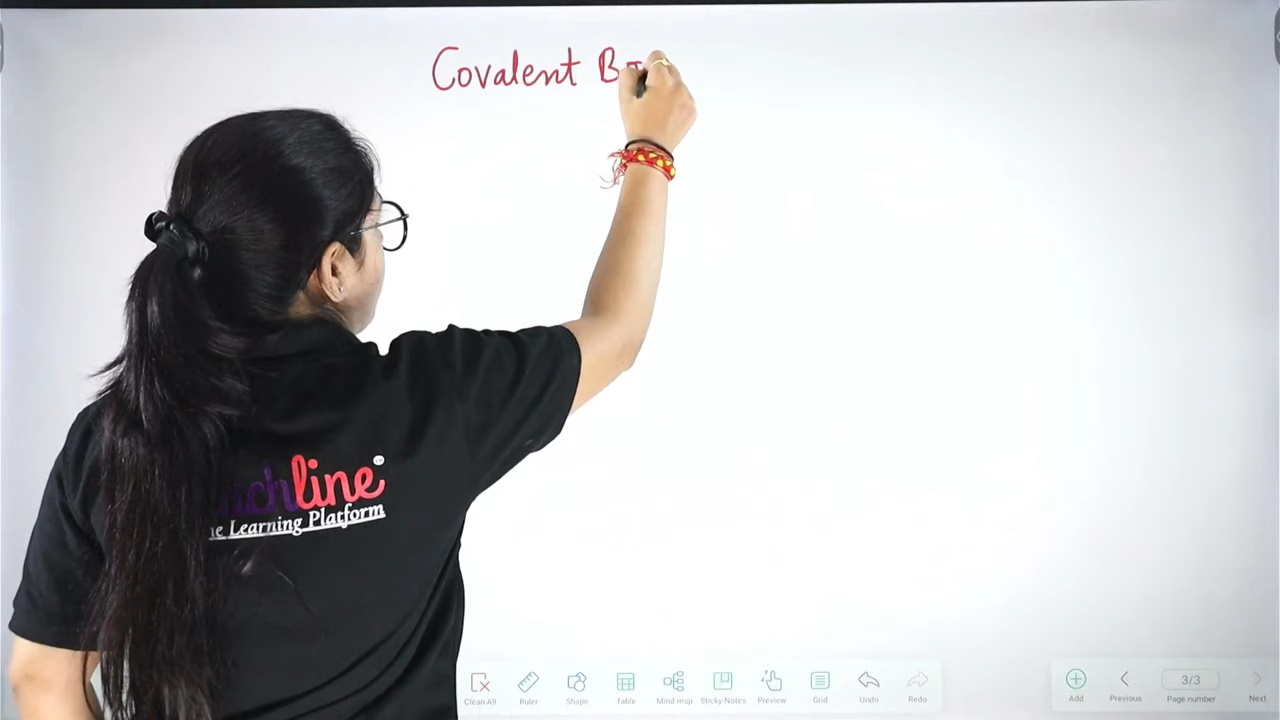 Covalent
line
Learning Platform
Clean All
Ruler
Shape
Table
Mind map
Sticky-Notes
Preview
Grid
Undo
Redo
Add
Previous
3/3
Page number
Next